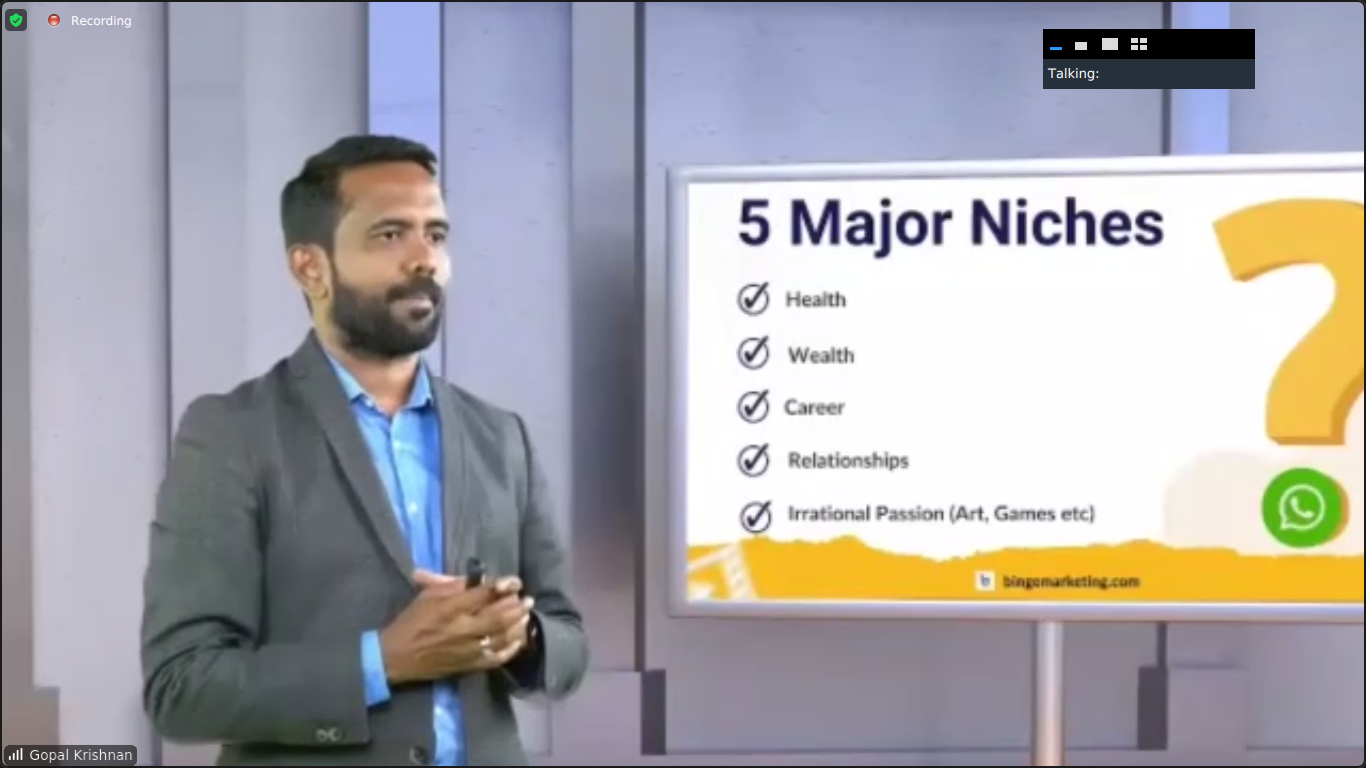 Recording
Talking:
5 Major Niches
Health
Wealth
Career
Relationships
Irrational Passion (Art, Games etc)
b bingemarketing.com
Gopal Krishnan